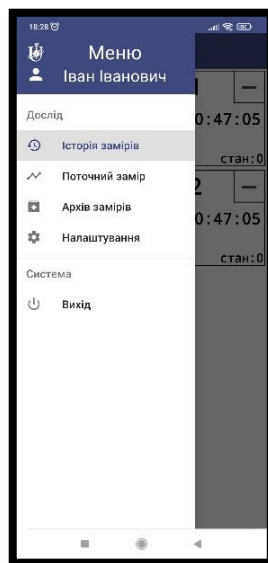 18:28
Меню
Іван Іванович
Дослід
Історія замірів
0:47:05
стан:0
Поточний замір
2
Архів замірів
0:47:05
Налаштування
стан:0
Система
Вихід